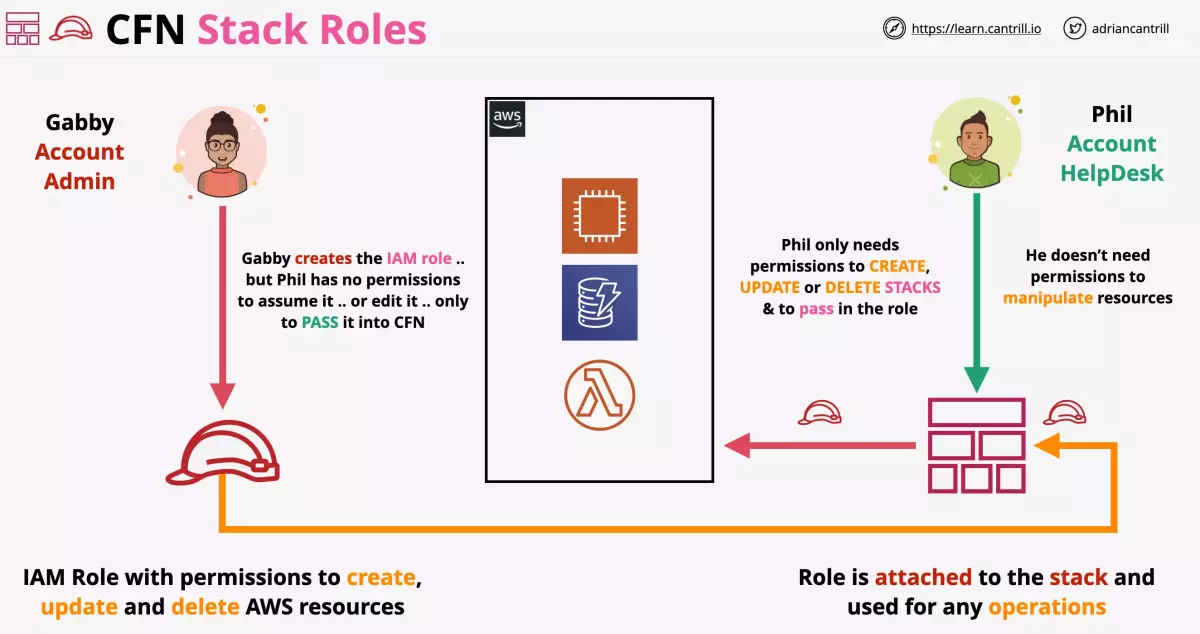 CFN Stack Roles
https://learn.cantrill.io
adriancantrill
Gabby
Account
Admin
aws
Phil
Account
HelpDesk
Gabby creates the IAM role ..
but Phil has no permissions
to assume it .. or edit it .. only
to PASS it into CFN
Phil only needs
permissions to CREATE,
UPDATE or DELETE STACKS
& to pass in the role
He doesn’t need
permissions to
manipulate resources
IAM Role with permissions to create,
update and delete AWS resources
Role is attached to the stack and
used for any operations